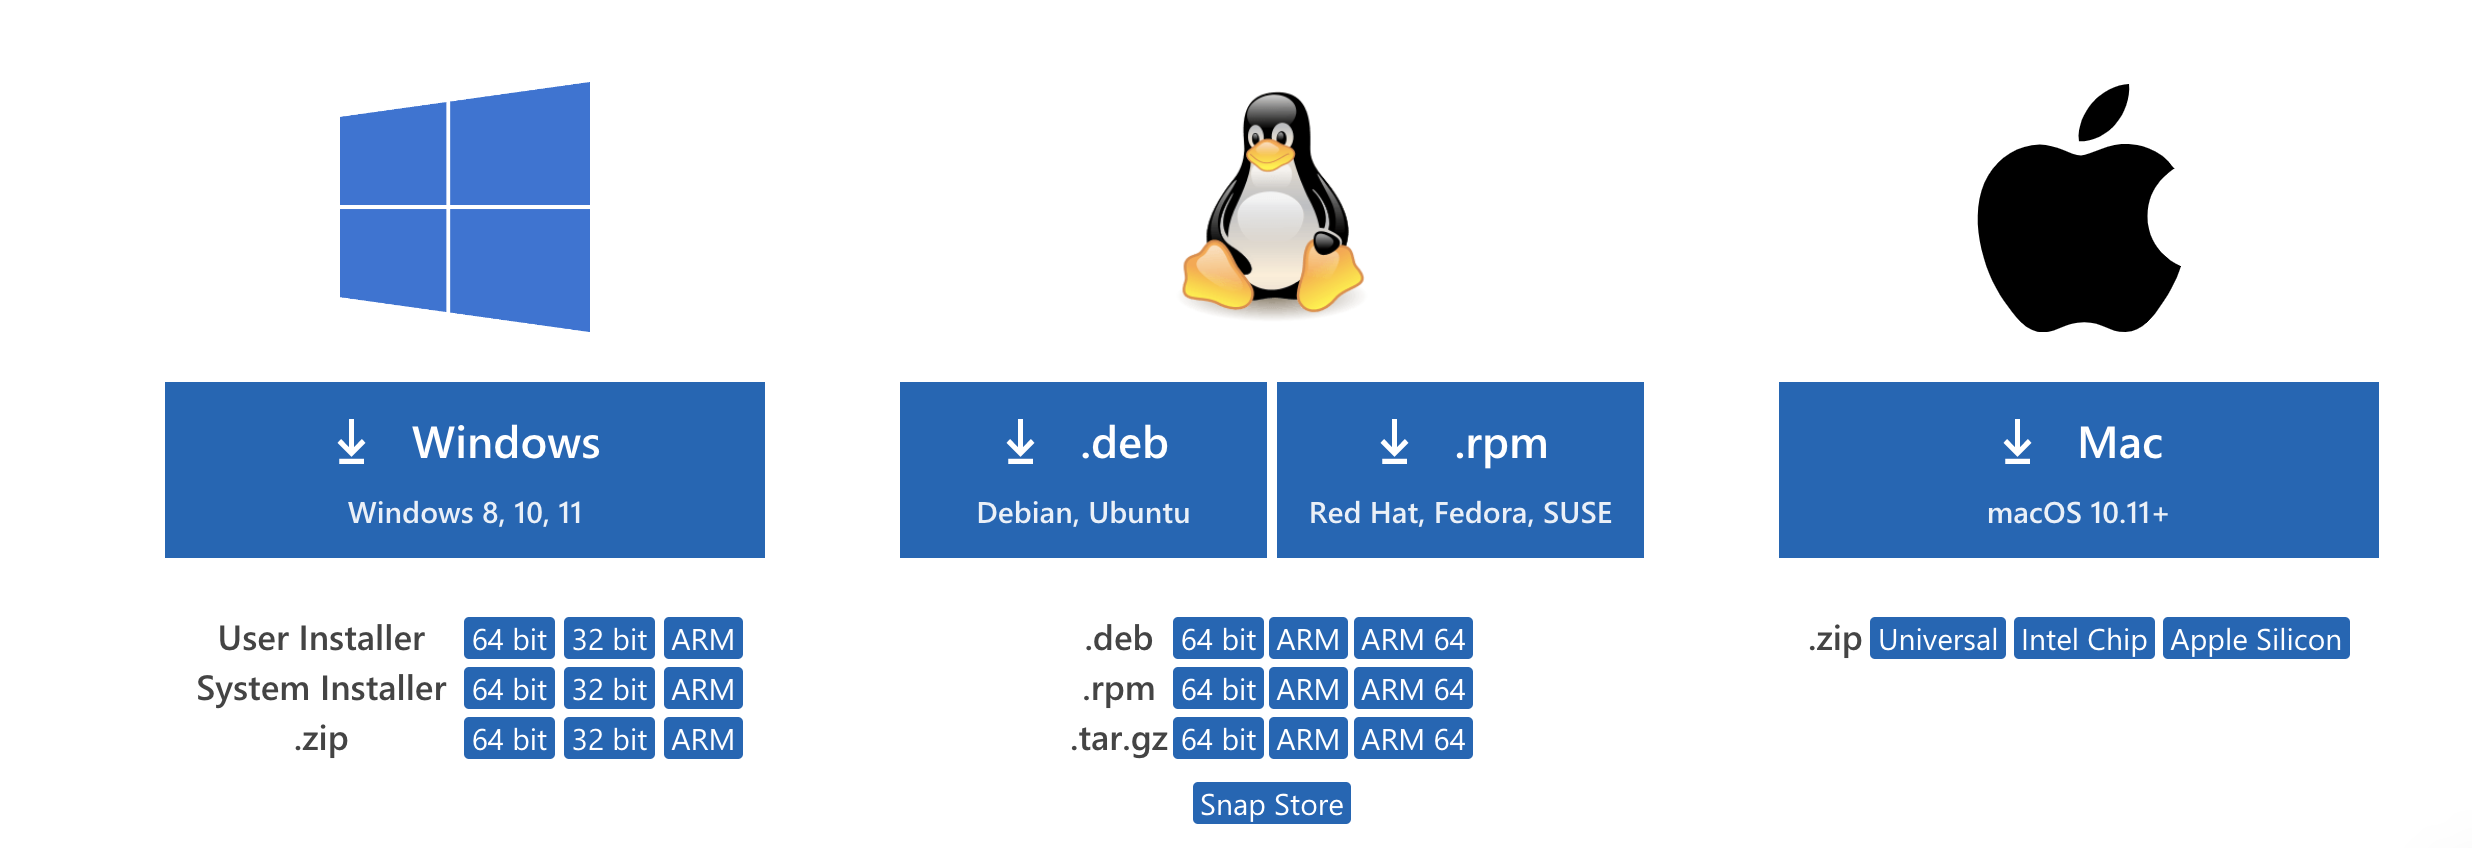 Windows
Windows 8, 10, 11
User Installer 64 bit 32 bit ARM
System Installer 64 bit 32 bit ARM
.zip 64 bit 32 bit ARM
.deb
Debian, Ubuntu
.rpm
Red Hat, Fedora, SUSE
.deb 64 bit ARM ARM 64
.rpm 64 bit ARM ARM 64
.tar.gz 64 bit ARM ARM 64
Snap Store
Mac
macOS 10.11+
.zip Universal Intel Chip Apple Silicon